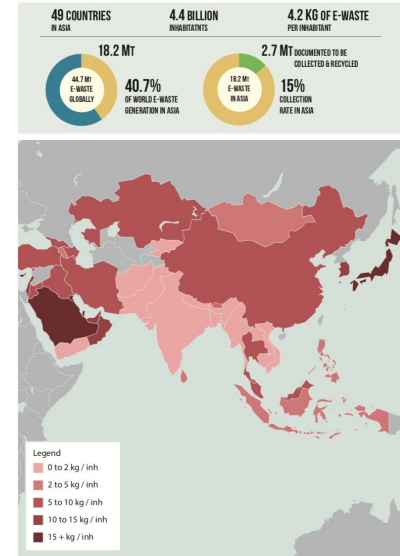 49 COUNTRIES
IN ASIA
4.4 BILLION
INHABITATNTS
4.2 KG OF E-WASTE
PER INHABITANT
18.2 MT
44.7 MT
E-WASTE
GLOBALLY
40.7%
OF WORLD E-WASTE
GENERATION IN ASIA
2.7 MT DOCUMENTED TO BE
COLLECTED & RECYCLED
18.2 MT
E-WASTE
IN ASIA
15%
COLLECTION
RATE IN ASIA
Legend
0 to 2 kg / inh
2 to 5 kg / inh
5 to 10 kg / inh
10 to 15 kg / inh
15 + kg / inh